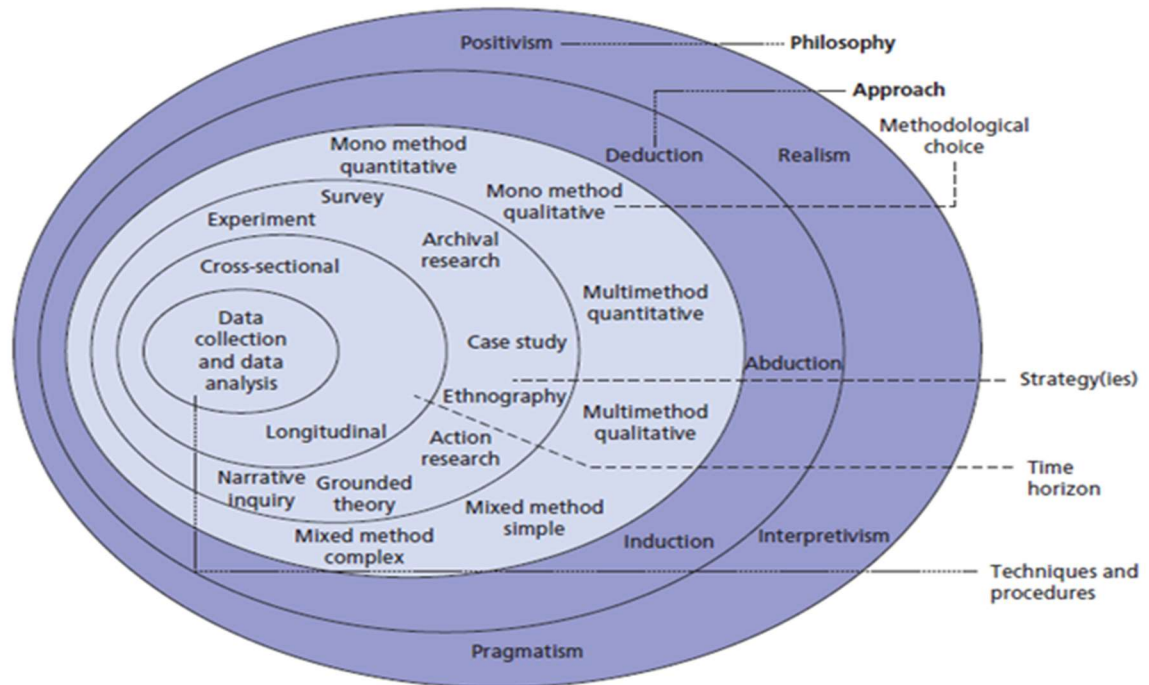 Positivism
Philosophy
Approach
Methodological
choice
Mono method
quantitative
Deduction
Realism
Mono method
qualitative
Survey
Experiment
Archival
research
Cross-sectional
Multimethod
quantitative
Data
collection
and data
analysis
Case study
Abduction
Strategy(ies)
Ethnography
Multimethod
qualitative
Longitudinal
Action
research
Time
horizon
Narrative
inquiry
Grounded
theory
Mixed method
simple
Mixed method
complex
Induction
Interpretivism
Techniques and
procedures
Pragmatism